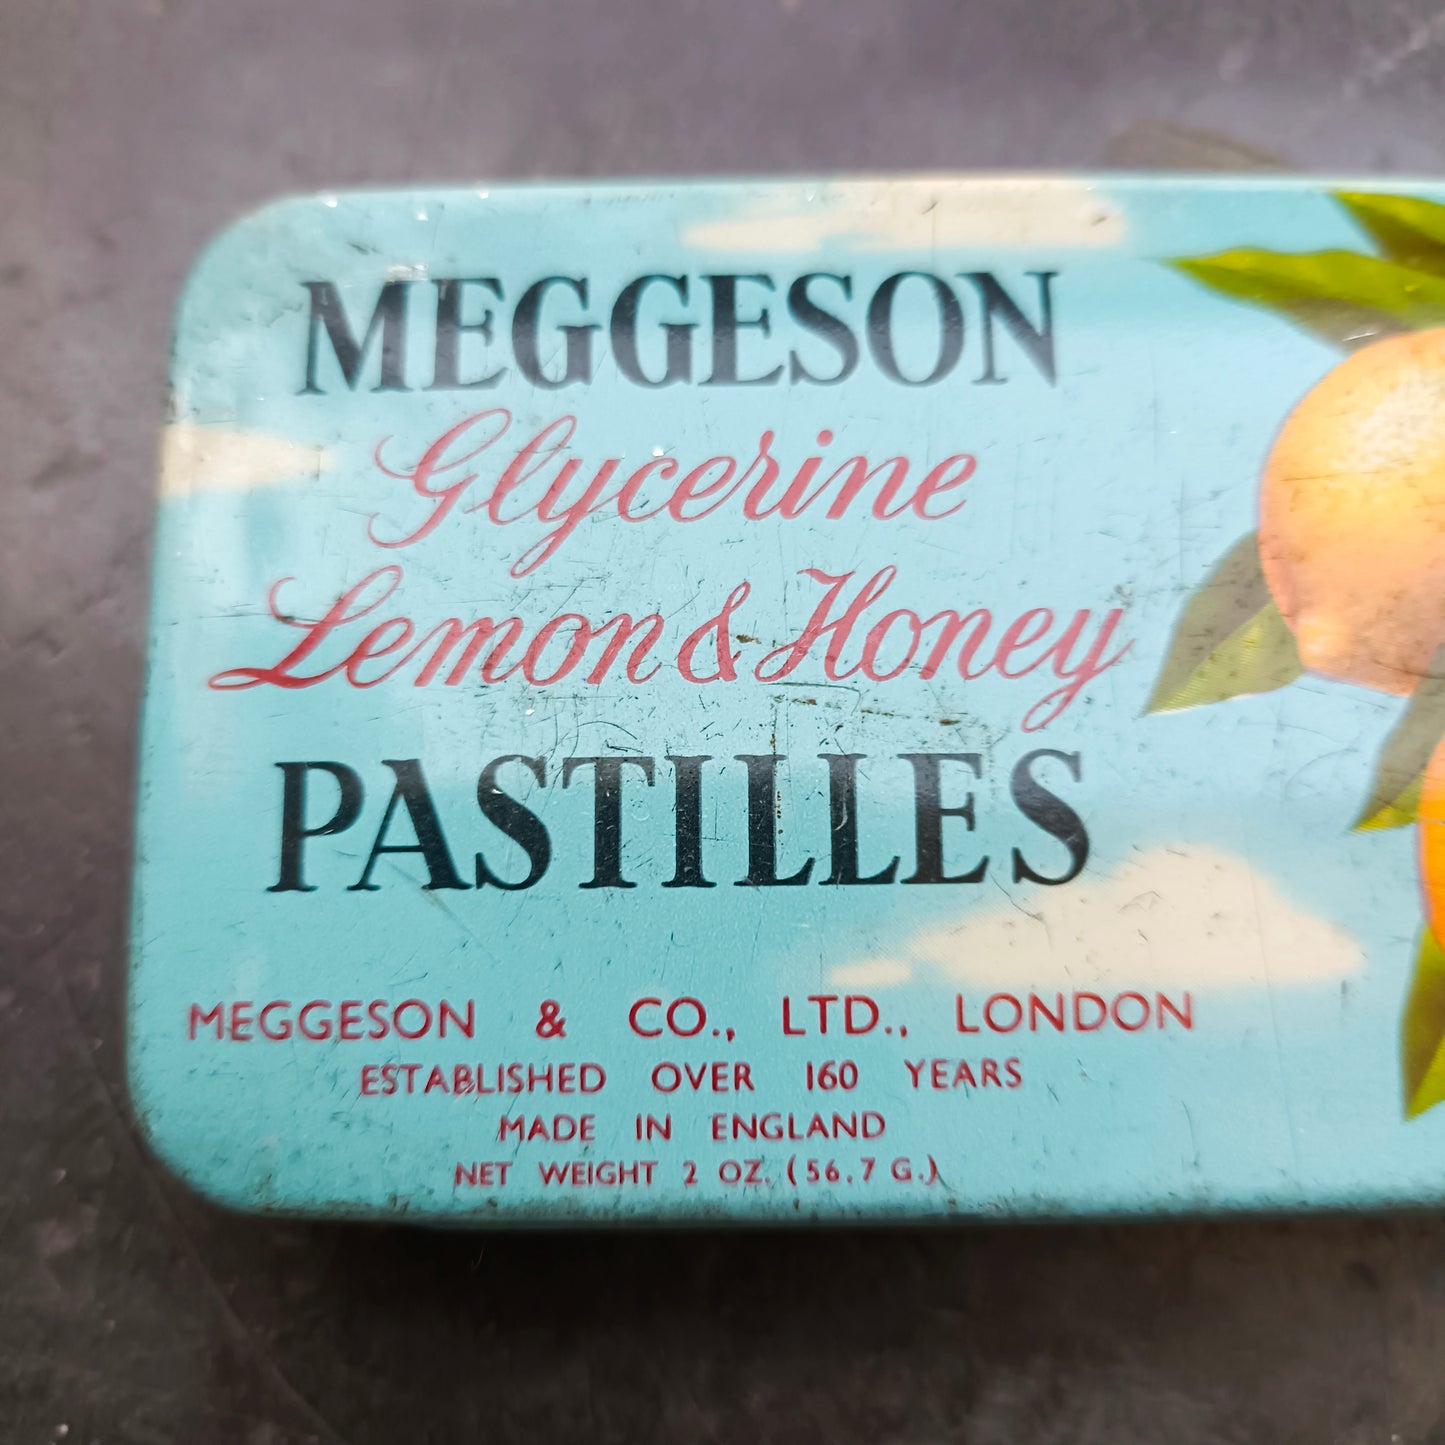 MEGGESON
Glycerine
Lemon & Honey
PASTILLES
MEGGESON & CO., LTD., LONDON
ESTABLISHED OVER 160 YEARS
MADE IN ENGLAND
NET WEIGHT 2 OZ. (56.7 G.)